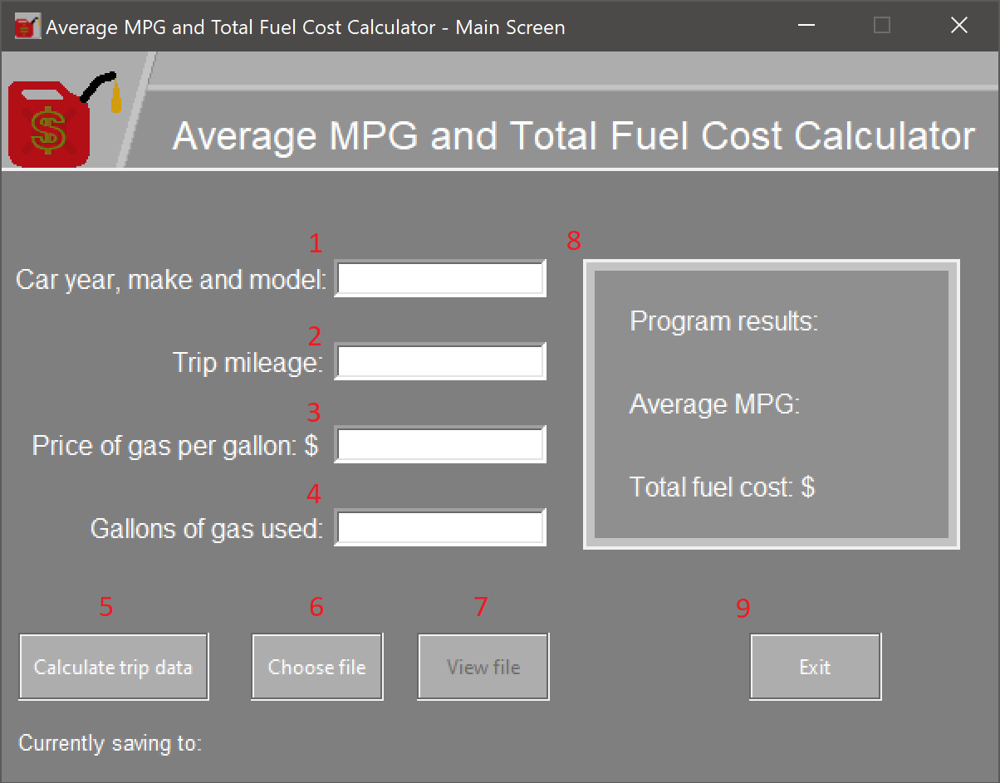 Average MPG and Total Fuel Cost Calculator - Main Screen
$
Average MPG and Total Fuel Cost Calculator
1
Car year, make and model:
2
Trip mileage:
3
Price of gas per gallon: $
4
Gallons of gas used:
8
Program results:
Average MPG:
Total fuel cost: $
5
6
7
9
Calculate trip data
Choose file
View file
Exit
Currently saving to: